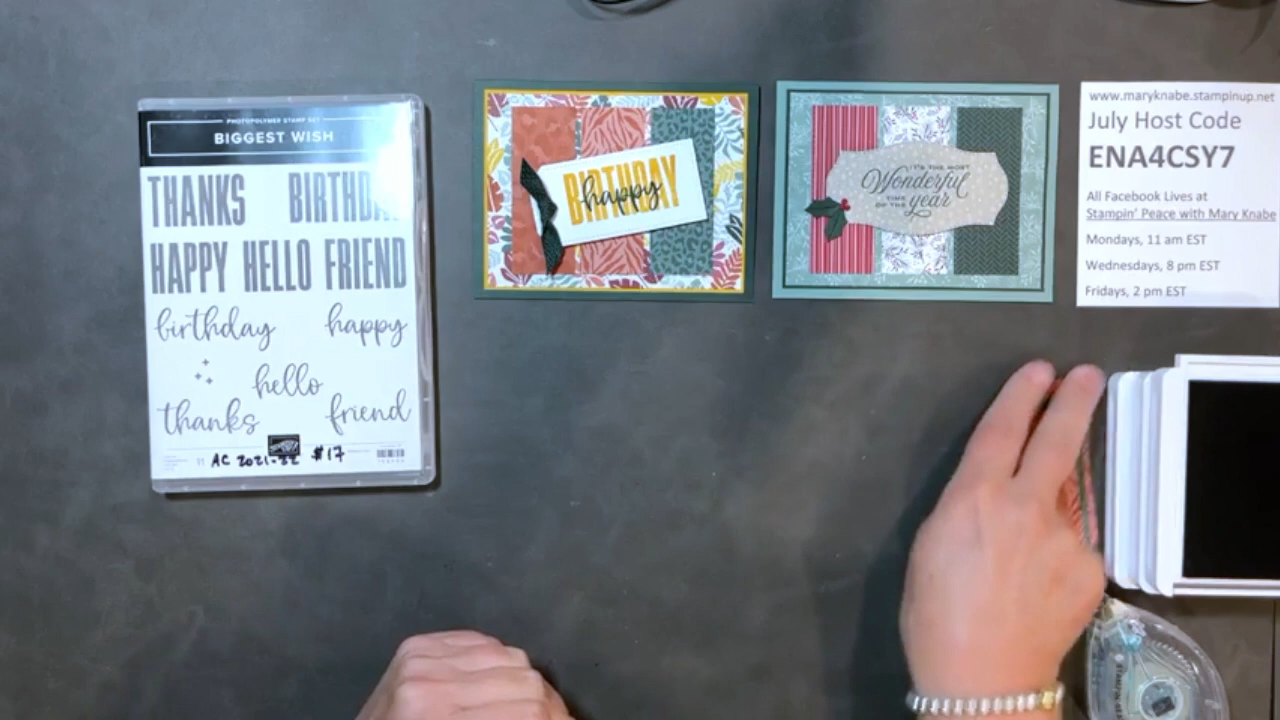 PHOTOPOLYMER STAMP SET
BIGGEST WISH
THANKS BIRTHDAY
HAPPY HELLO FRIEND
birthday happy
hello
thanks friend
AC 2021-22 #17
BIRTHDAY
happy
IT'S THE MOST
Wonderful
TIME
OF THE year
www.maryknabe.stampinup.net
July Host Code
ENA4CSY7
All Facebook Lives at
Stampin' Peace with Mary Knabe
Mondays, 11 am EST
Wednesdays, 8 pm EST
Fridays, 2 pm EST